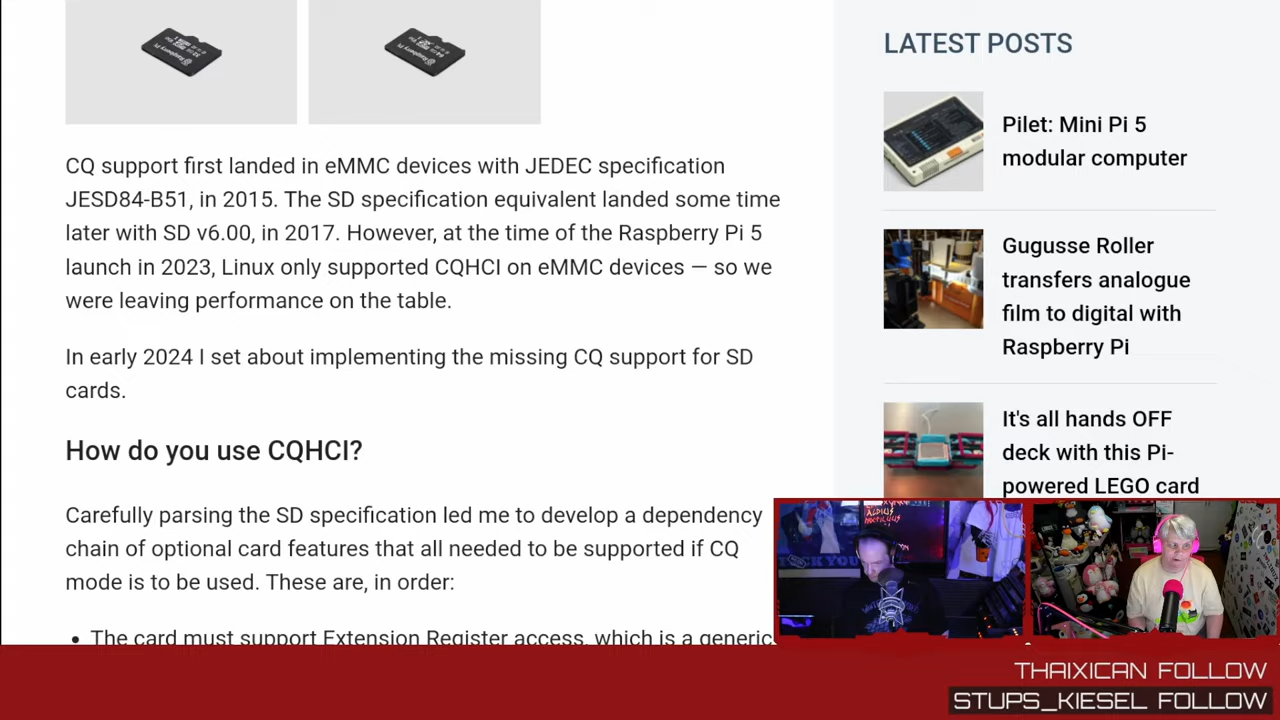 CQ support first landed in eMMC devices with JEDEC specification
JESD84-B51, in 2015. The SD specification equivalent landed some time
later with SD v6.00, in 2017. However, at the time of the Raspberry Pi 5
launch in 2023, Linux only supported CQHCI on eMMC devices — so we
were leaving performance on the table.
In early 2024 I set about implementing the missing CQ support for SD
cards.
How do you use CQHCI?
Carefully parsing the SD specification led me to develop a dependency
chain of optional card features that all needed to be supported if CQ
mode is to be used. These are, in order:
• The card must support Extension Register access, which is a generic
LATEST POSTS
Pilet: Mini Pi 5
modular computer
Gugusse Roller
transfers analogue
film to digital with
Raspberry Pi
It's all hands OFF
deck with this Pi-
powered LEGO card
THAIXICAN FOLLOW
STUPS_KIESEL FOLLOW